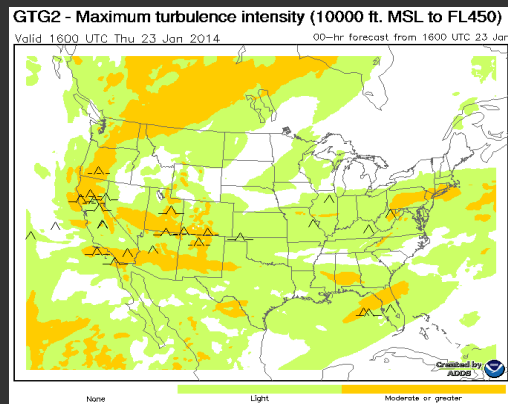 GTG2 - Maximum turbulence intensity (10000 ft. MSL to FL450)
Valid 1600 UTC Thu 23 Jan 2014 00-hr forecast from 1600 UTC 23 Jan
Created by
ADDS
None Light Moderate or greater